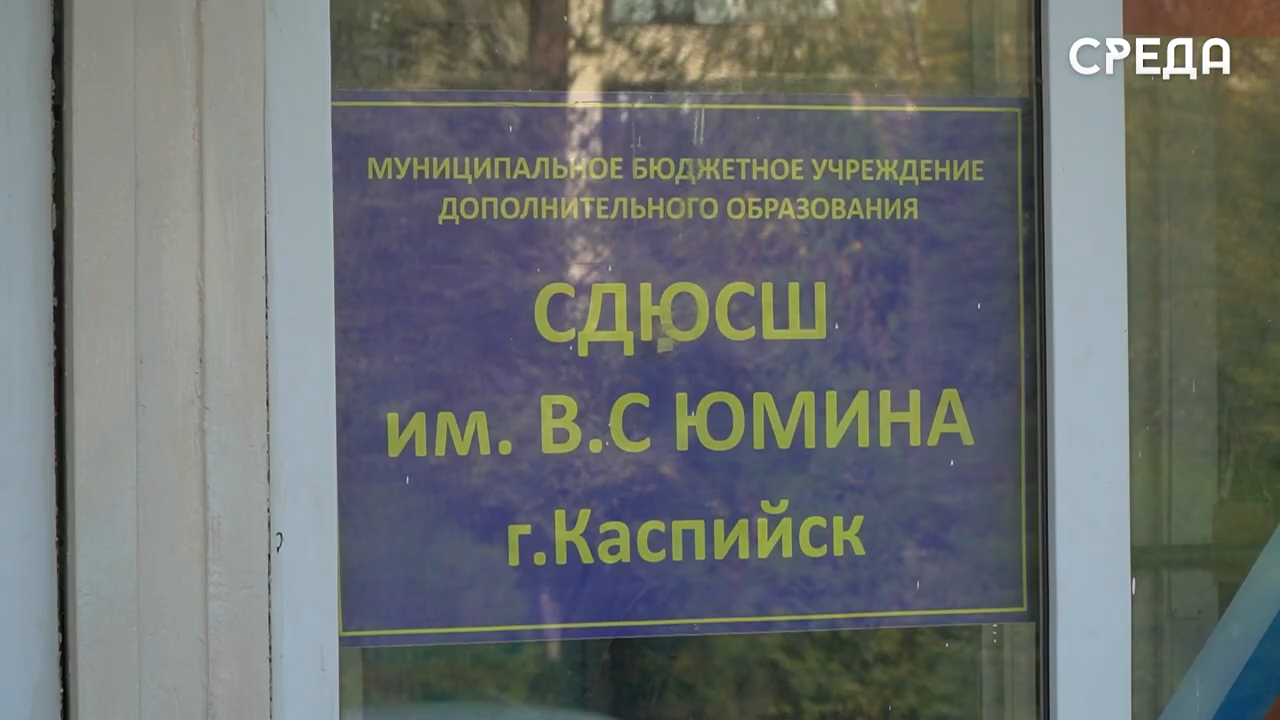 СРЕДА
МУНИЦИПАЛЬНОЕ БЮДЖЕТНОЕ УЧРЕЖДЕНИЕ
ДОПОЛНИТЕЛЬНОГО ОБРАЗОВАНИЯ
СДЮСШ
им. В.С ЮМИНА
г.Каспийск